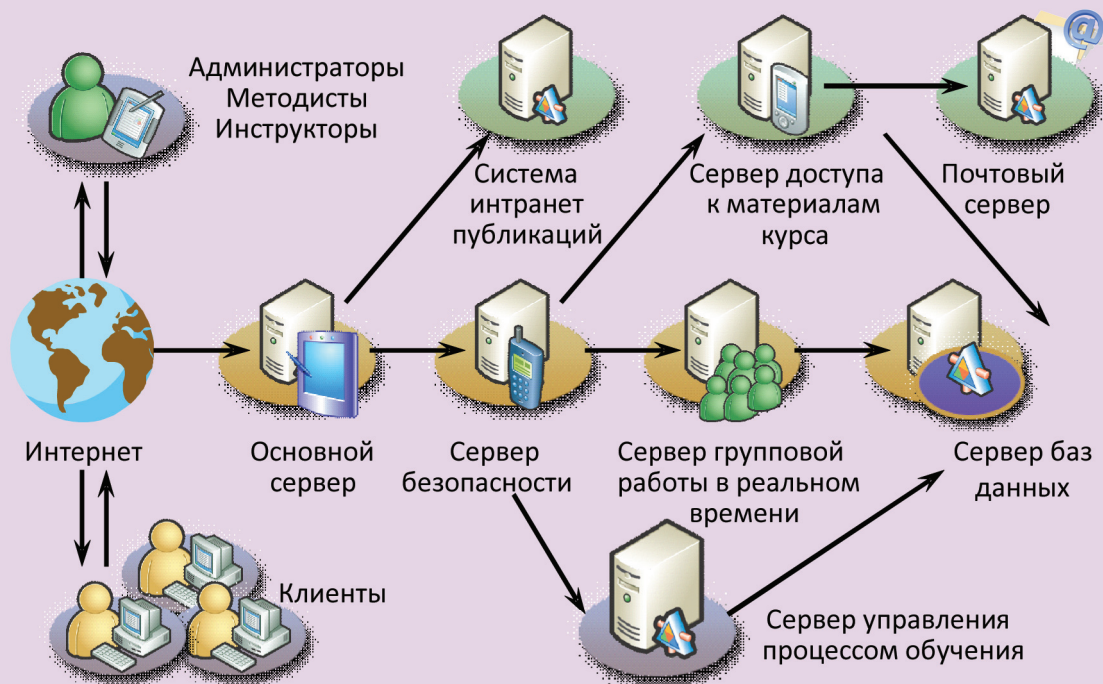 Администраторы
Методисты
Инструкторы
@
Система
интранет
публикаций
Сервер доступа
к материалам
курса
Почтовый
сервер
Интернет
Основной
сервер
Сервер
безопасности
Сервер групповой
работы в реальном
времени
Сервер баз
данных
Клиенты
Сервер управления
процессом обучения